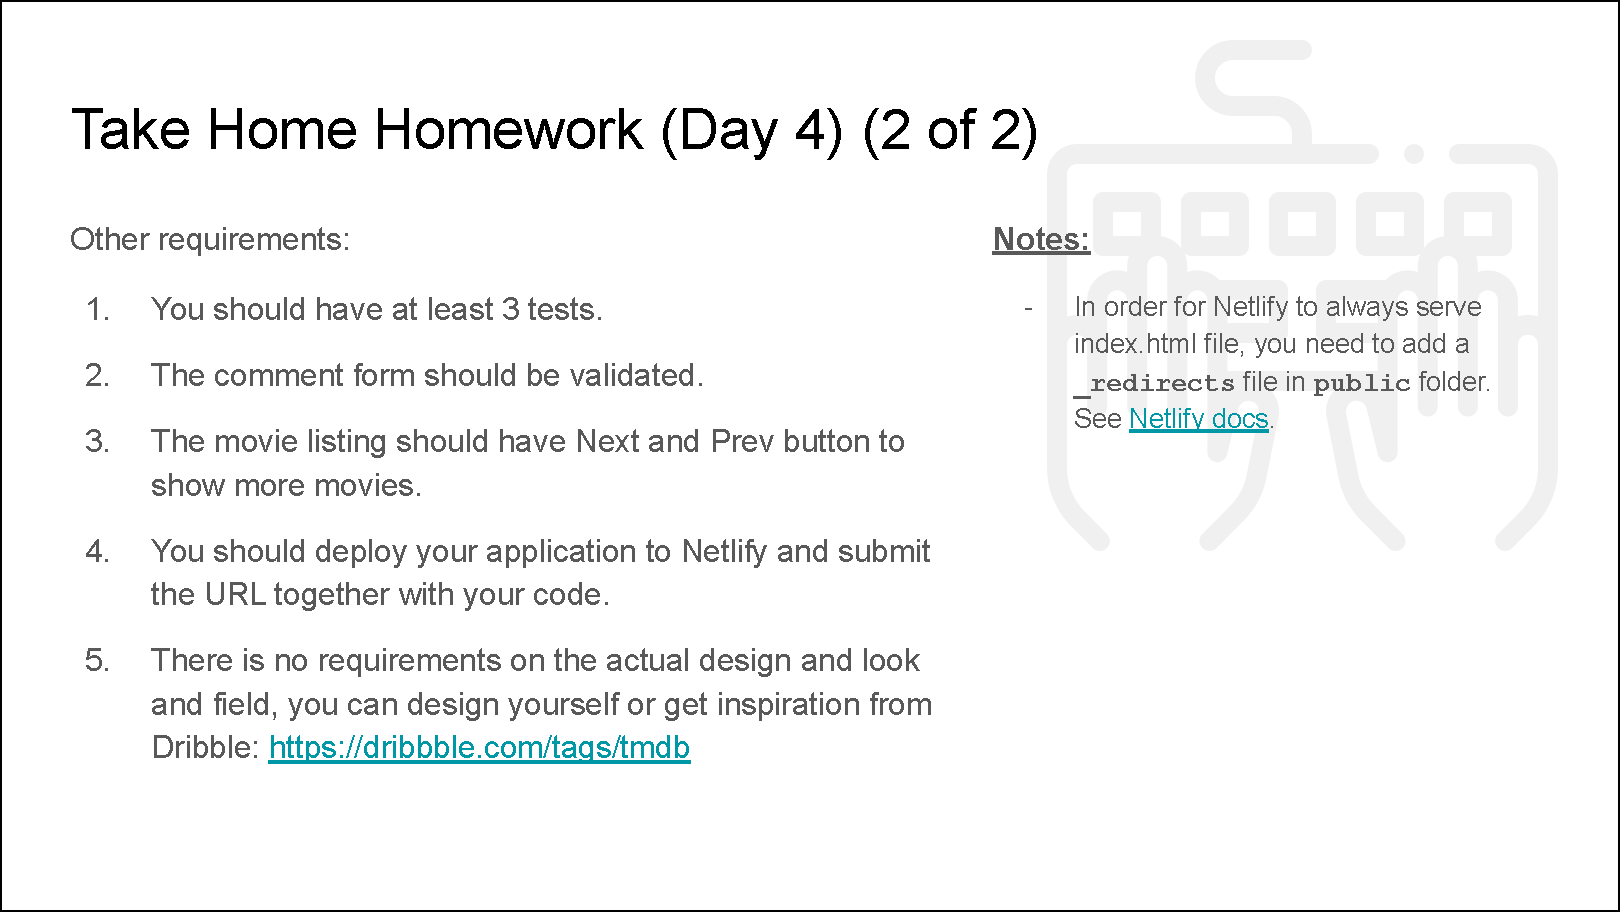 Take Home Homework (Day 4) (2 of 2)
Other requirements:
1. You should have at least 3 tests.
2. The comment form should be validated.
3. The movie listing should have Next and Prev button to
show more movies.
4. You should deploy your application to Netlify and submit
the URL together with your code.
5. There is no requirements on the actual design and look
and field, you can design yourself or get inspiration from
Dribble: https://dribbble.com/tags/tmdb
Notes:
- In order for Netlify to always serve
index.html file, you need to add a
_redirects file in public folder.
See Netlify docs.